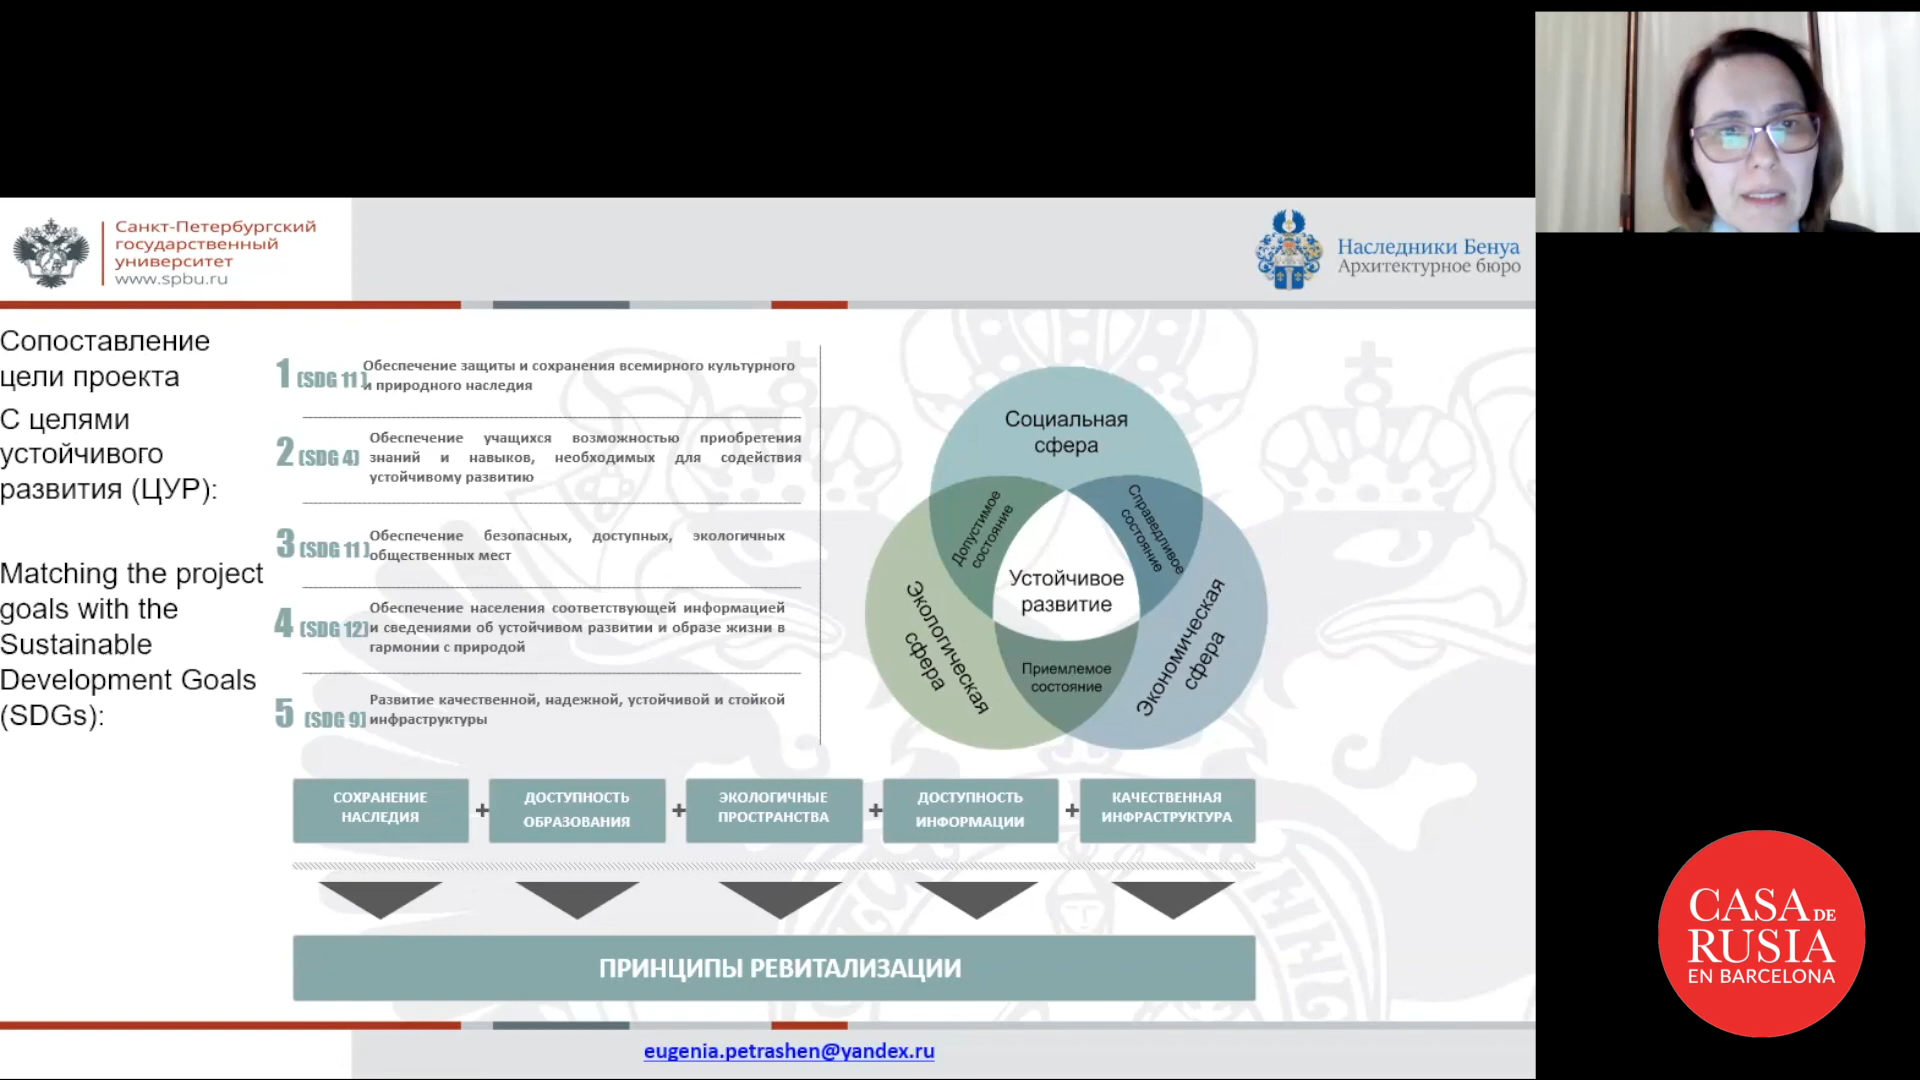 Санкт-Петербургский
государственный
университет
www.spbu.ru
Наследники Бенуа
Архитектурное бюро
Сопоставление
цели проекта
С целями
устойчивого
развития (ЦУР):
Matching the project
goals with the
Sustainable
Development Goals
(SDGs):
1 (SDG 11) Обеспечение защиты и сохранения всемирного культурного
и природного наследия
2 (SDG 4) Обеспечение учащихся возможностью приобретения
знаний и навыков, необходимых для содействия
устойчивому развитию
3 (SDG 11) Обеспечение безопасных, доступных, экологичных
общественных мест
4 (SDG 12) Обеспечение населения соответствующей информацией
и сведениями об устойчивом развитии и образе жизни в
гармонии с природой
5 (SDG 9) Развитие качественной, надежной, устойчивой и стойкой
инфраструктуры
Социальная
сфера
Допустимое
состояние
Справедливое
состояние
Устойчивое
развитие
Экологическая
сфера
Экономическая
сфера
Приемлемое
состояние
СОХРАНЕНИЕ
НАСЛЕДИЯ
+
ДОСТУПНОСТЬ
ОБРАЗОВАНИЯ
+
ЭКОЛОГИЧНЫЕ
ПРОСТРАНСТВА
+
ДОСТУПНОСТЬ
ИНФОРМАЦИИ
+
КАЧЕСТВЕННАЯ
ИНФРАСТРУКТУРА
ПРИНЦИПЫ РЕВИТАЛИЗАЦИИ
eugenia.petrashen@yandex.ru
CASA DE
RUSIA
EN BARCELONA